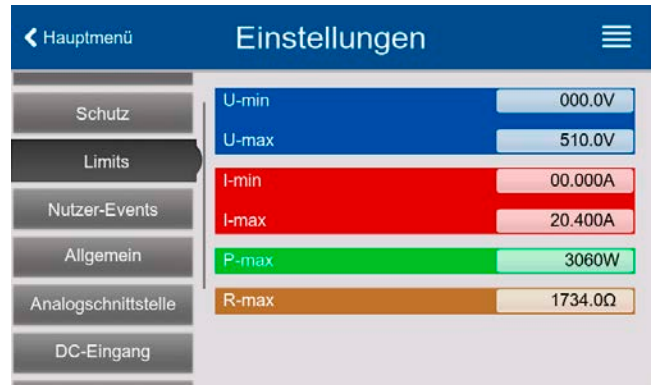 Hauptmenü
Einstellungen
Schutz
Limits
Nutzer-Events
Allgemein
Analogschnittstelle
DC-Eingang
U-min 000.0V
U-max 510.0V
I-min 00.000A
I-max 20.400A
P-max 3060W
R-max 1734.0Ω